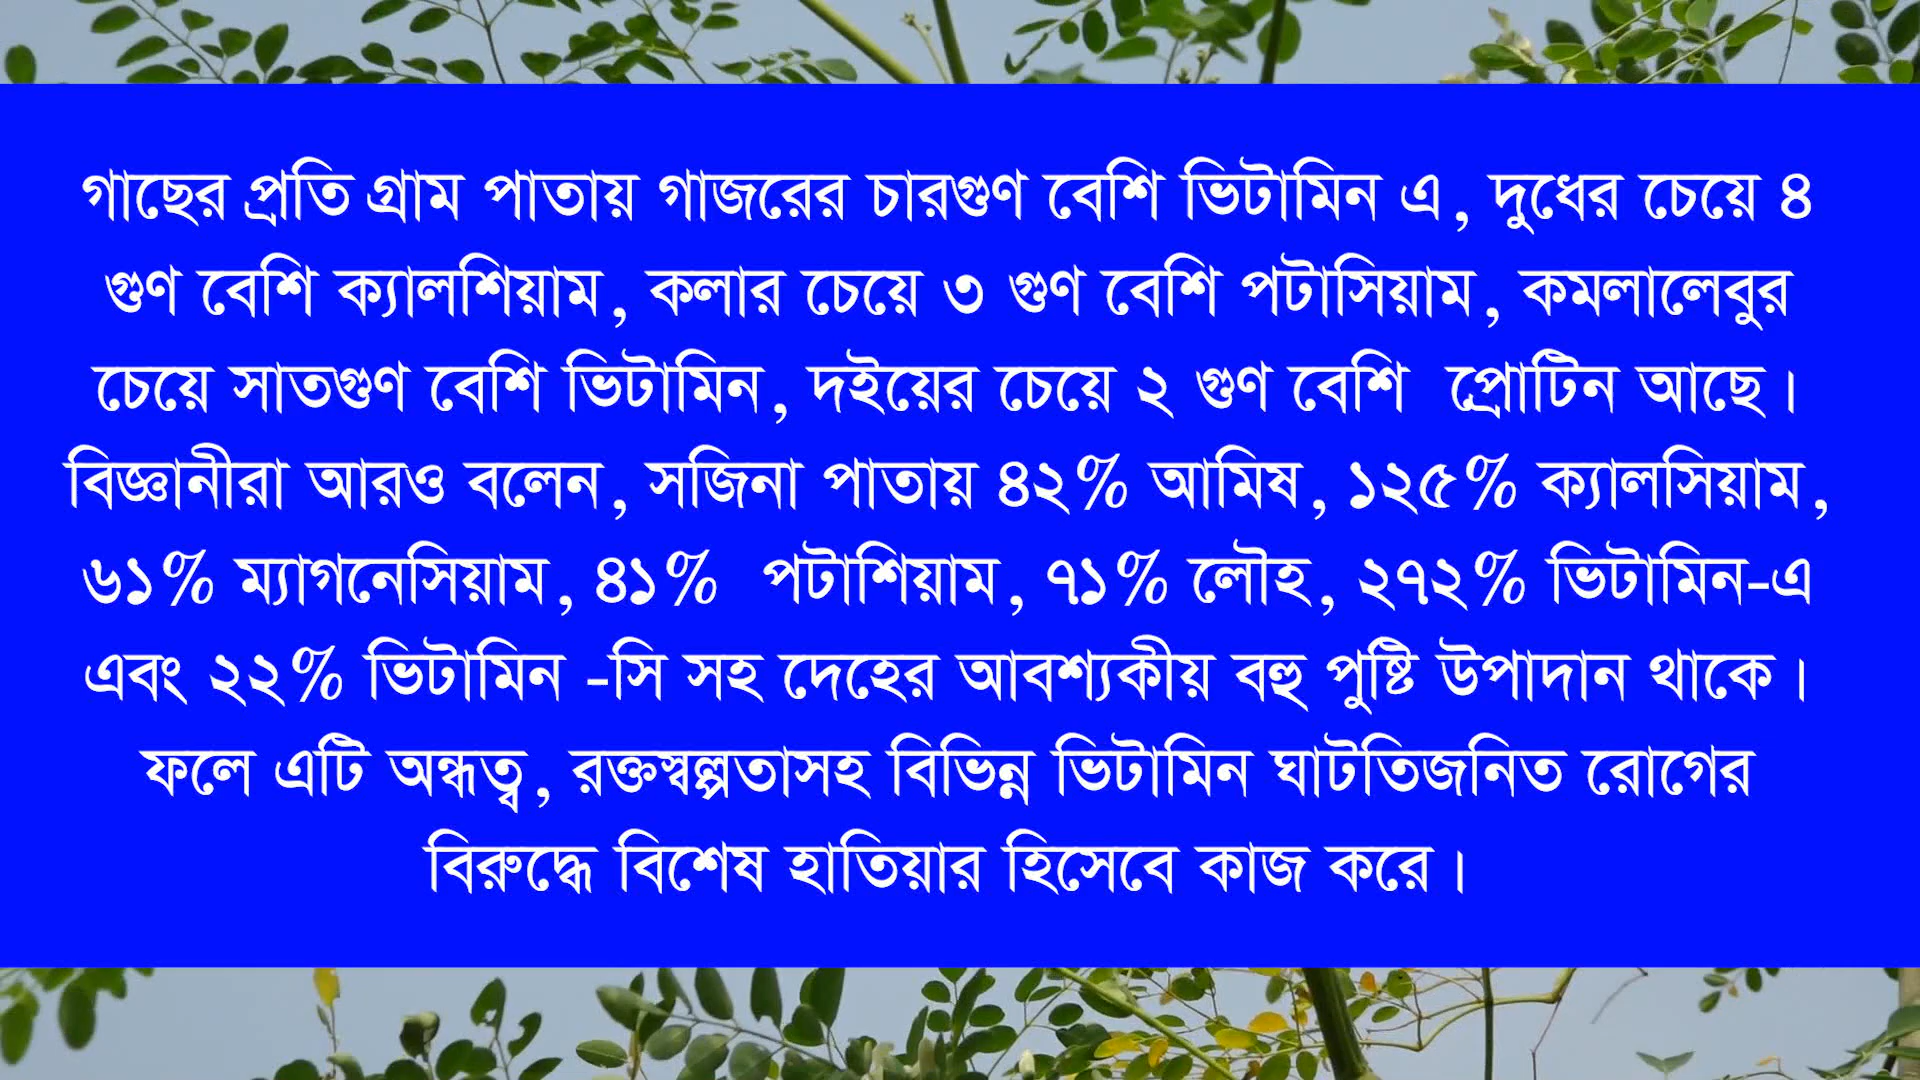 গাছের প্রতি গ্রাম পাতায় গাজরের চারগুণ বেশি ভিটামিন এ, দুধের চেয়ে ৪
গুণ বেশি ক্যালশিয়াম, কলার চেয়ে ৩ গুণ বেশি পটাসিয়াম, কমলালেবুর
চেয়ে সাতগুণ বেশি ভিটামিন, দইয়ের চেয়ে ২ গুণ বেশি প্রোটিন আছে।
বিজ্ঞানীরা আরও বলেন, সজিনা পাতায় ৪২% আমিষ, ১২৫% ক্যালসিয়াম,
৬১% ম্যাগনেসিয়াম, ৪১% পটাশিয়াম, ৭১% লৌহ, ২৭২% ভিটামিন-এ
এবং ২২% ভিটামিন -সি সহ দেহের আবশ্যকীয় বহু পুষ্টি উপাদান থাকে।
ফলে এটি অন্ধত্ব, রক্তস্বল্পতাসহ বিভিন্ন ভিটামিন ঘাটতিজনিত রোগের
বিরুদ্ধে বিশেষ হাতিয়ার হিসেবে কাজ করে।